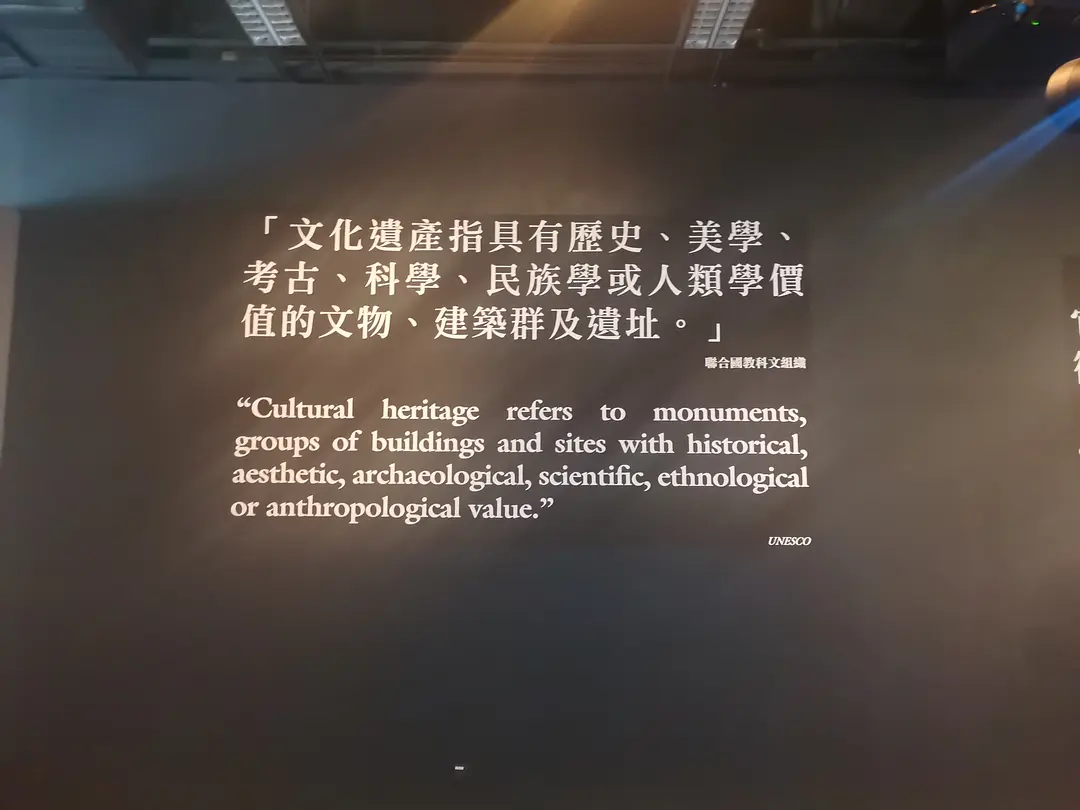 「文化遺產指具有歷史、美學、
考古、科學、民族學或人類學價
值的文物、建築群及遺址。」
聯合國教科文組織
“Cultural heritage refers to monuments,
groups of buildings and sites with historical,
aesthetic, archaeological, scientific, ethnological
or anthropological value.”
UNESCO